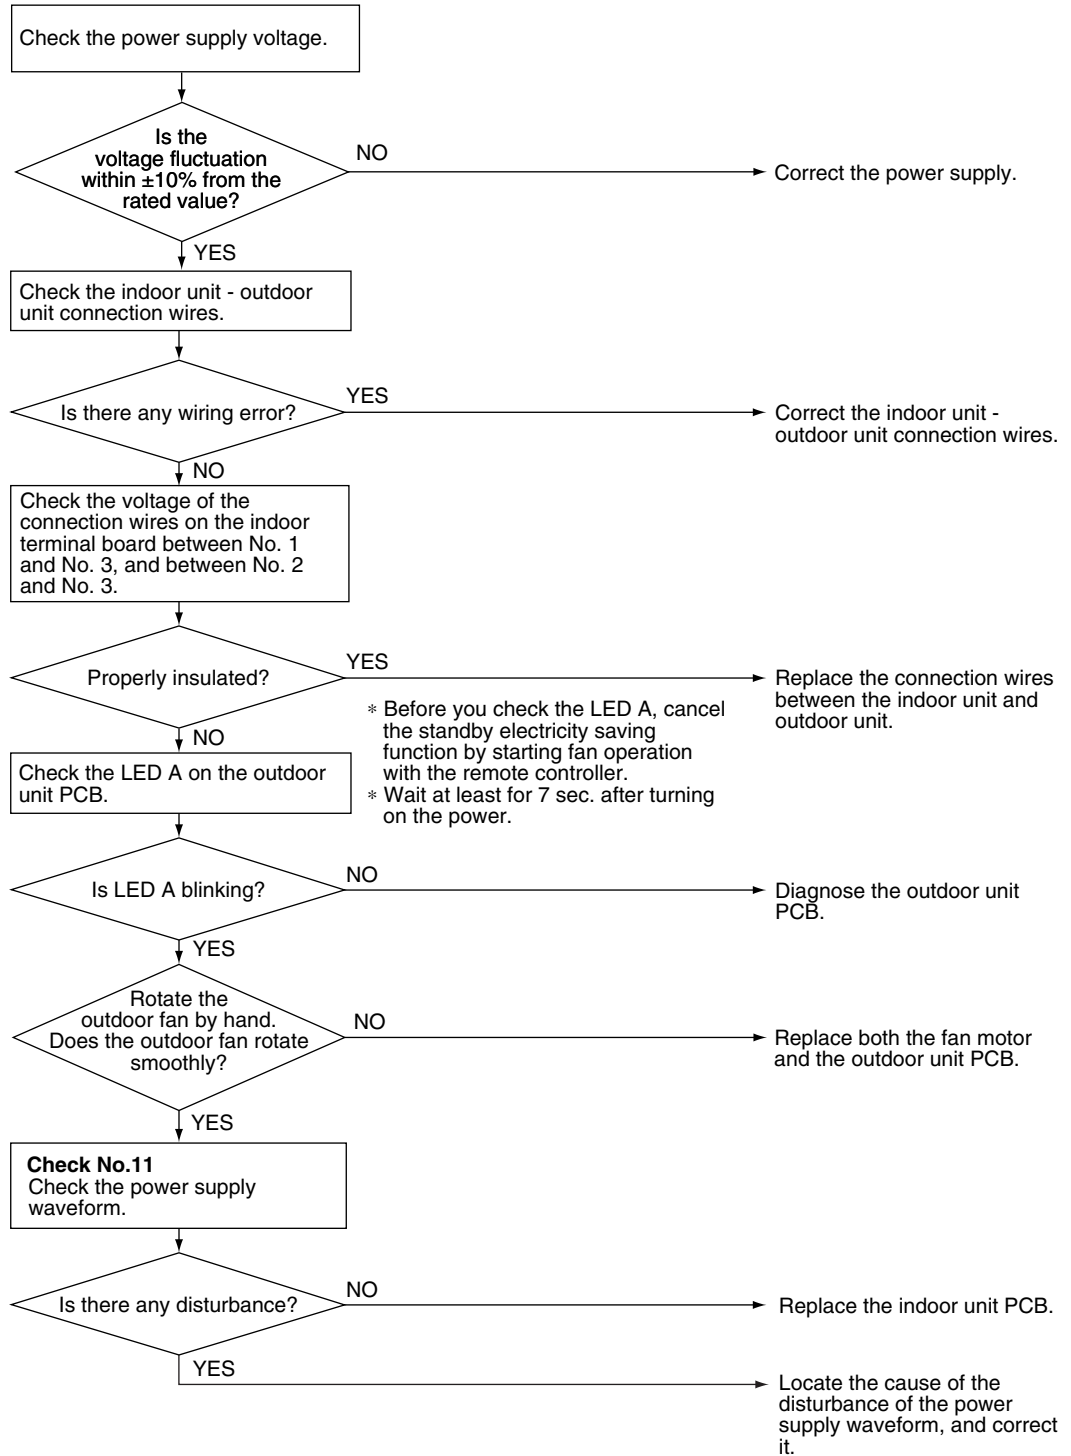 Check the power supply voltage.
Is the
voltage fluctuation
within ±10% from the
rated value?
NO
Correct the power supply.
YES
Check the indoor unit - outdoor
unit connection wires.
Is there any wiring error?
YES
Correct the indoor unit -
outdoor unit connection wires.
NO
Check the voltage of the
connection wires on the indoor
terminal board between No. 1
and No. 3, and between No. 2
and No. 3.
Properly insulated?
YES
Replace the connection wires
between the indoor unit and
outdoor unit.
NO
∗ Before you check the LED A, cancel
the standby electricity saving
function by starting fan operation
with the remote controller.
∗ Wait at least for 7 sec. after turning
on the power.
Check the LED A on the outdoor
unit PCB.
Is LED A blinking?
NO
Diagnose the outdoor unit
PCB.
YES
Rotate the
outdoor fan by hand.
Does the outdoor fan rotate
smoothly?
NO
Replace both the fan motor
and the outdoor unit PCB.
YES
Check No.11
Check the power supply
waveform.
Is there any disturbance?
NO
Replace the indoor unit PCB.
YES
Locate the cause of the
disturbance of the power
supply waveform, and correct
it.